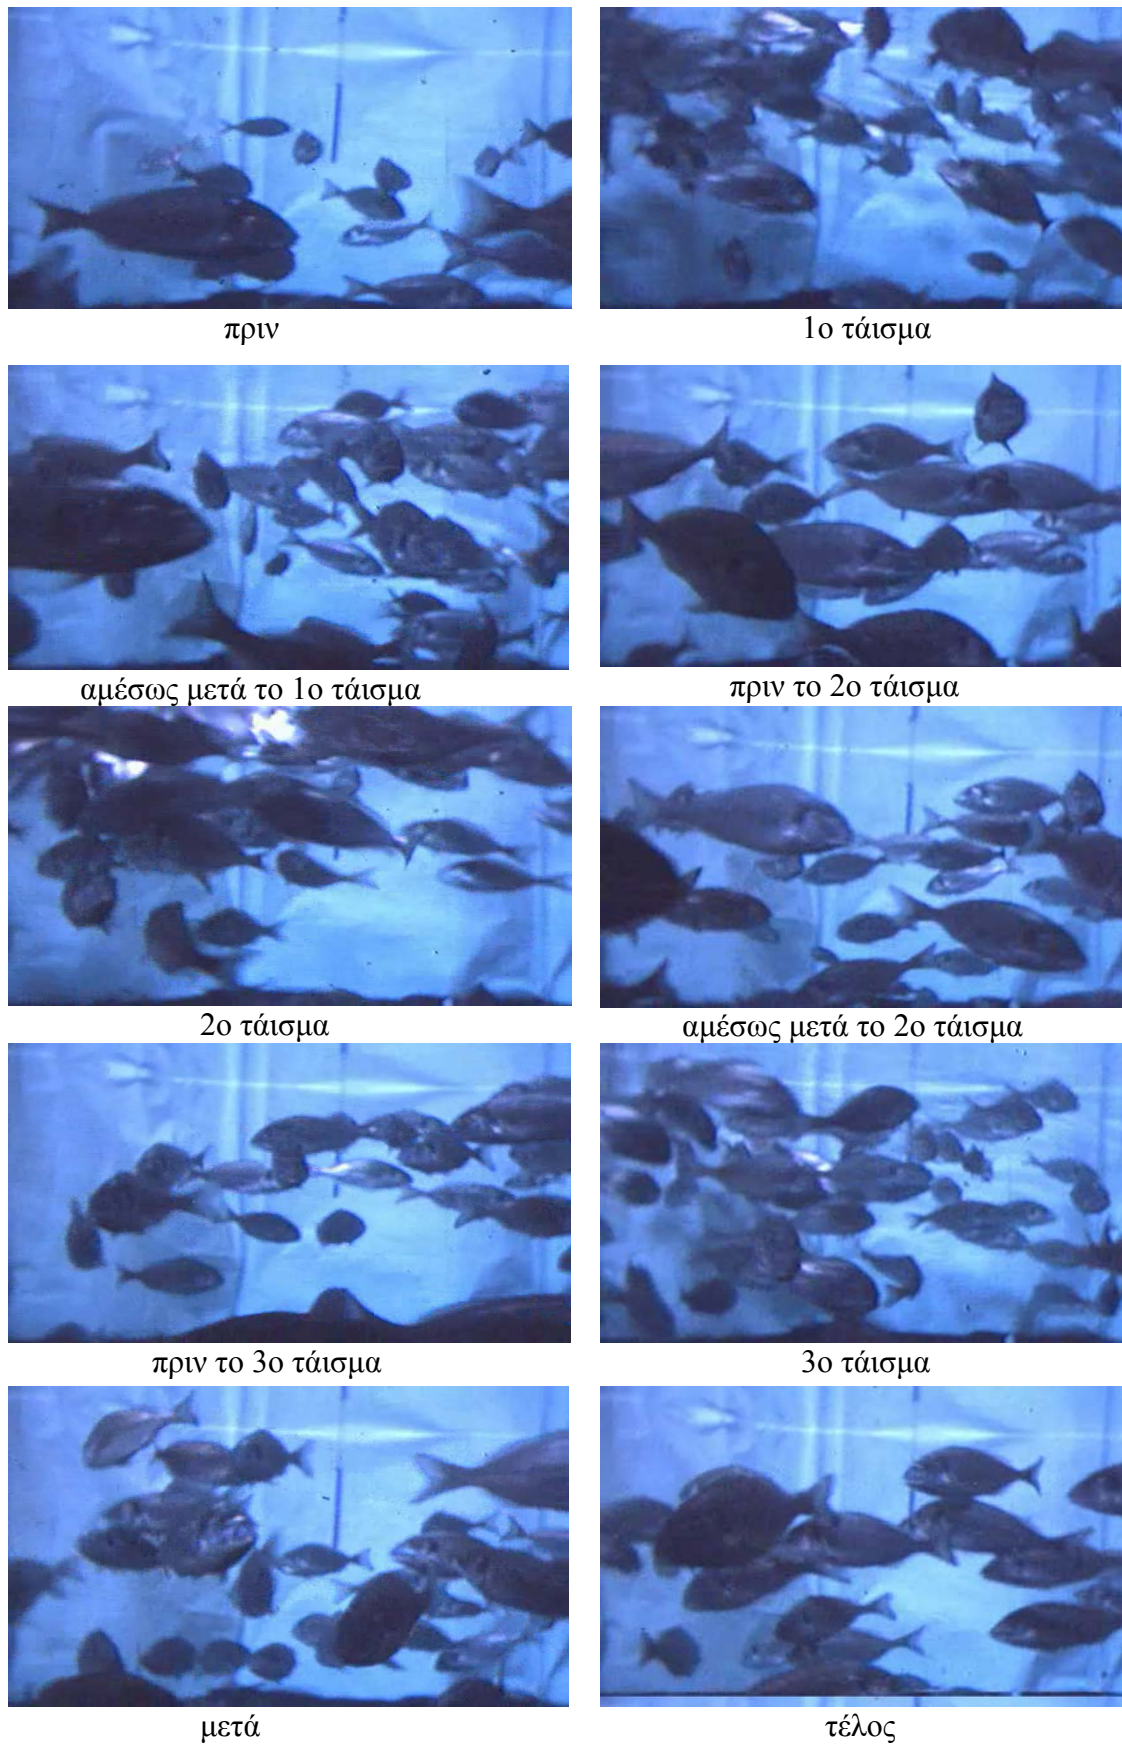 πριν
1ο τάισμα
αμέσως μετά το 1ο τάισμα
πριν το 2ο τάισμα
2ο τάισμα
αμέσως μετά το 2ο τάισμα
πριν το 3ο τάισμα
3ο τάισμα
μετά
τέλος